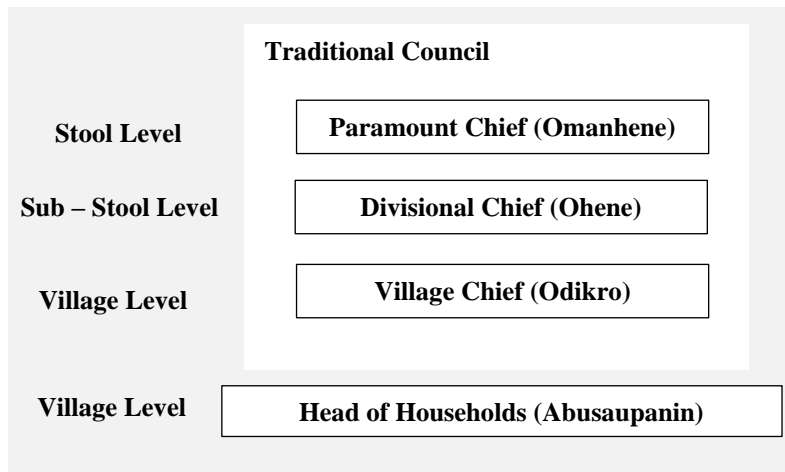 Traditional Council
Stool Level
Paramount Chief (Omanhene)
Sub – Stool Level
Divisional Chief (Ohene)
Village Level
Village Chief (Odikro)
Village Level
Head of Households (Abusaupanin)